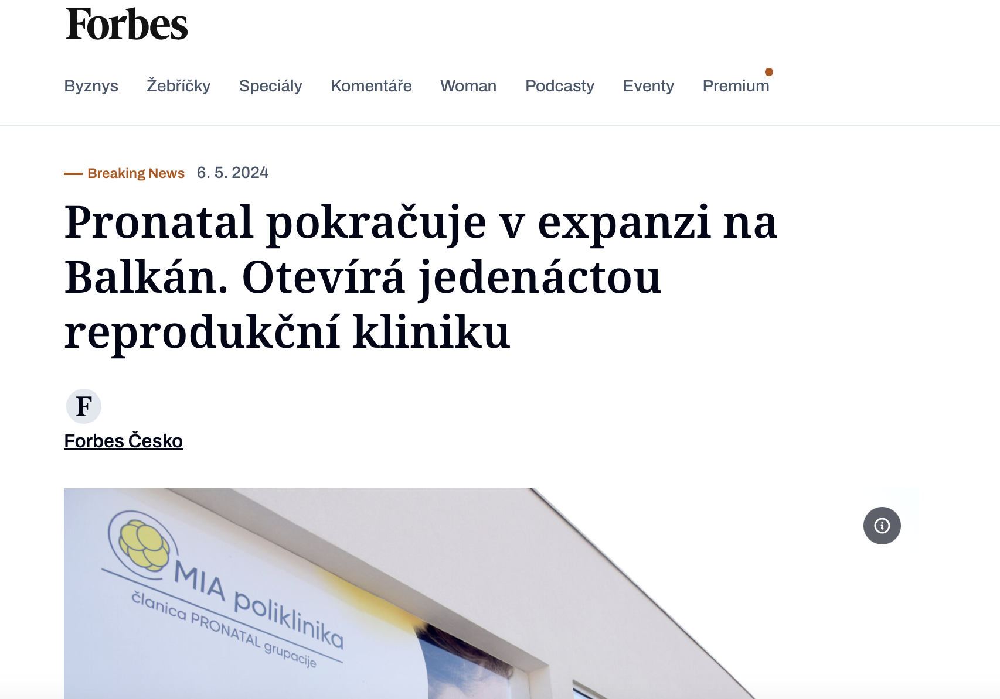 Forbes
Byznys Žebříčky Speciály Komentáře Woman Podcasty Eventy Premium
Breaking News 6. 5. 2024
Pronatal pokračuje v expanzi na
Balkán. Otevírá jedenáctou
reprodukční kliniku
F
Forbes Česko
MIA poliklinika
članica PRONATAL grupacije